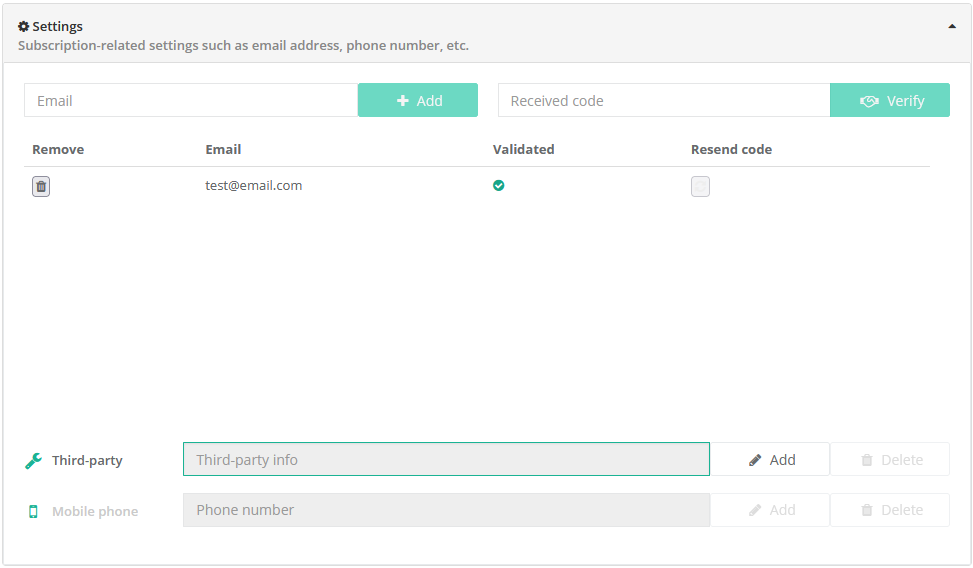 Settings
Subscription-related settings such as email address, phone number, etc.
Email Add Received code Verify
Remove Email Validated Resend code
test@email.com
Third-party Third-party info Add Delete
Mobile phone Phone number Add Delete